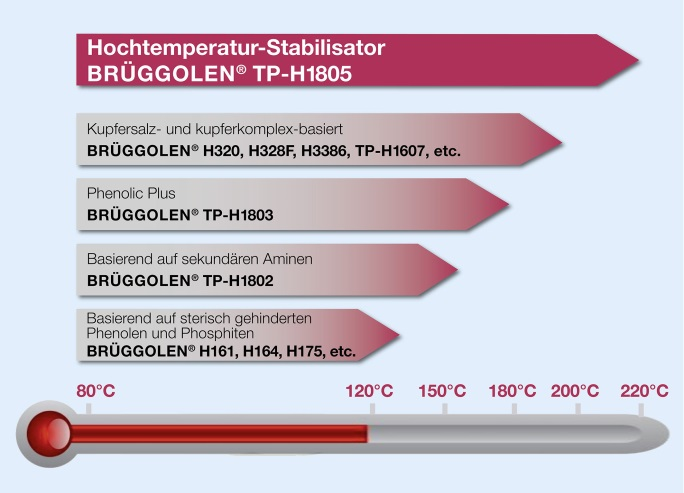 Hochtemperatur-Stabilisator
BRÜGGOLEN® TP-H1805
Kupfersalz- und kupferkomplex-basiert
BRÜGGOLEN® H320, H328F, H3386, TP-H1607, etc.
Phenolic Plus
BRÜGGOLEN® TP-H1803
Basierend auf sekundären Aminen
BRÜGGOLEN® TP-H1802
Basierend auf sterisch gehinderten
Phenolen und Phosphiten
BRÜGGOLEN® H161, H164, H175, etc.
80°C 120°C 150°C 180°C 200°C 220°C